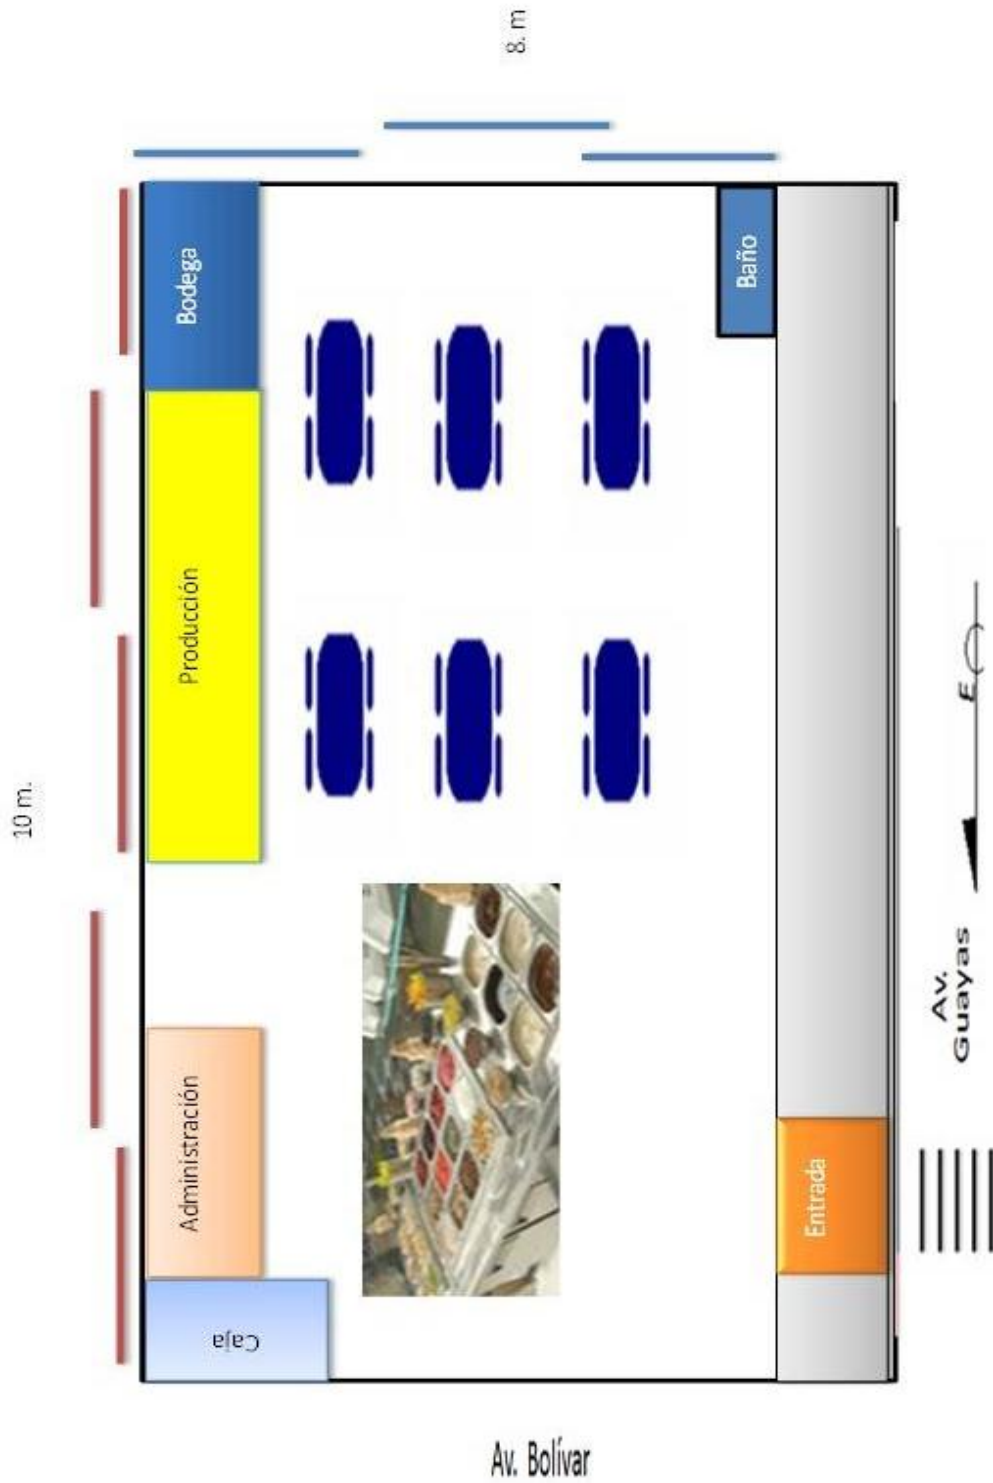 10 m.
8. m
Bodega
Producción
Administración
Caja
Baño
Entrada
E
Av.
Guayas
Av. Bolívar